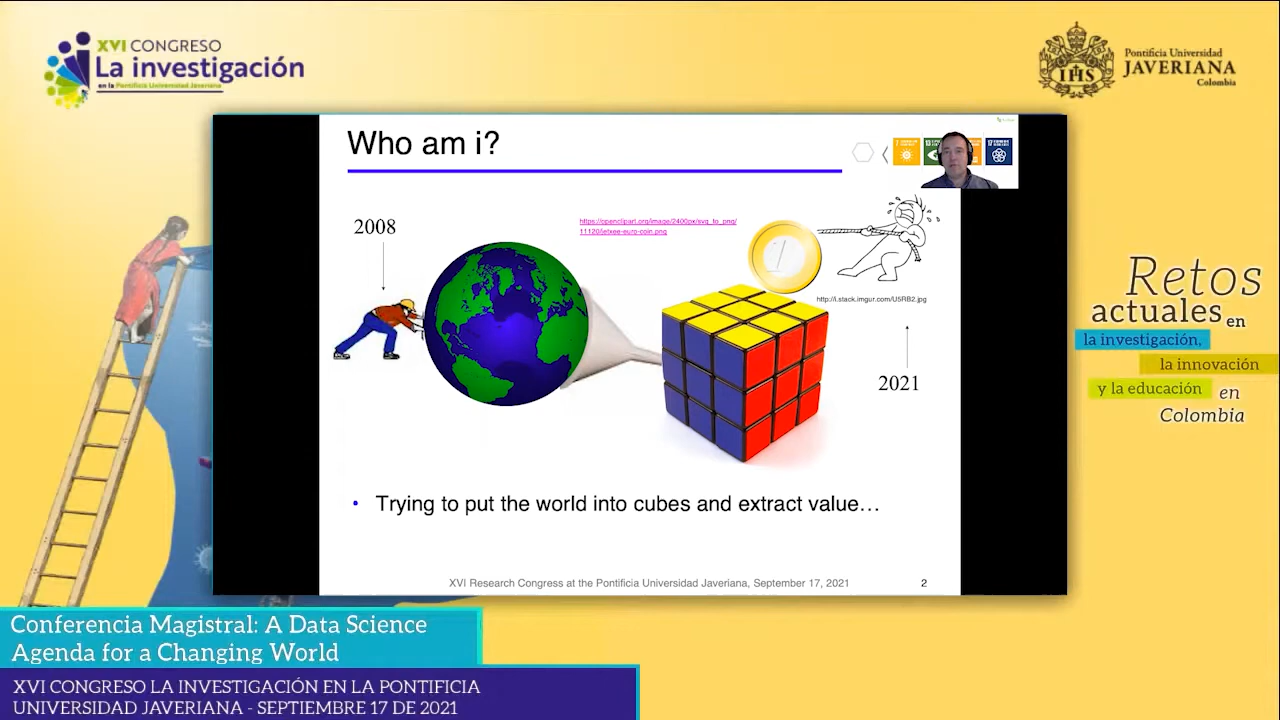 XVI CONGRESO
La investigación
en la Pontificia Universidad Javeriana
Pontificia Universidad
JAVERIANA
Colombia
IHS
Who am i?
2008
https://openclipart.org/image/2400px/svg_to_png/
11120/jetxee-euro-coin.png
1
http://i.stack.imgur.com/U5RB2.jpg
2021
• Trying to put the world into cubes and extract value…
XVI Research Congress at the Pontificia Universidad Javeriana, September 17, 2021
2
Retos
actuales en
la investigación,
la innovación
y la educación en
Colombia
Conferencia Magistral: A Data Science
Agenda for a Changing World
XVI CONGRESO LA INVESTIGACIÓN EN LA PONTIFICIA
UNIVERSIDAD JAVERIANA - SEPTIEMBRE 17 DE 2021